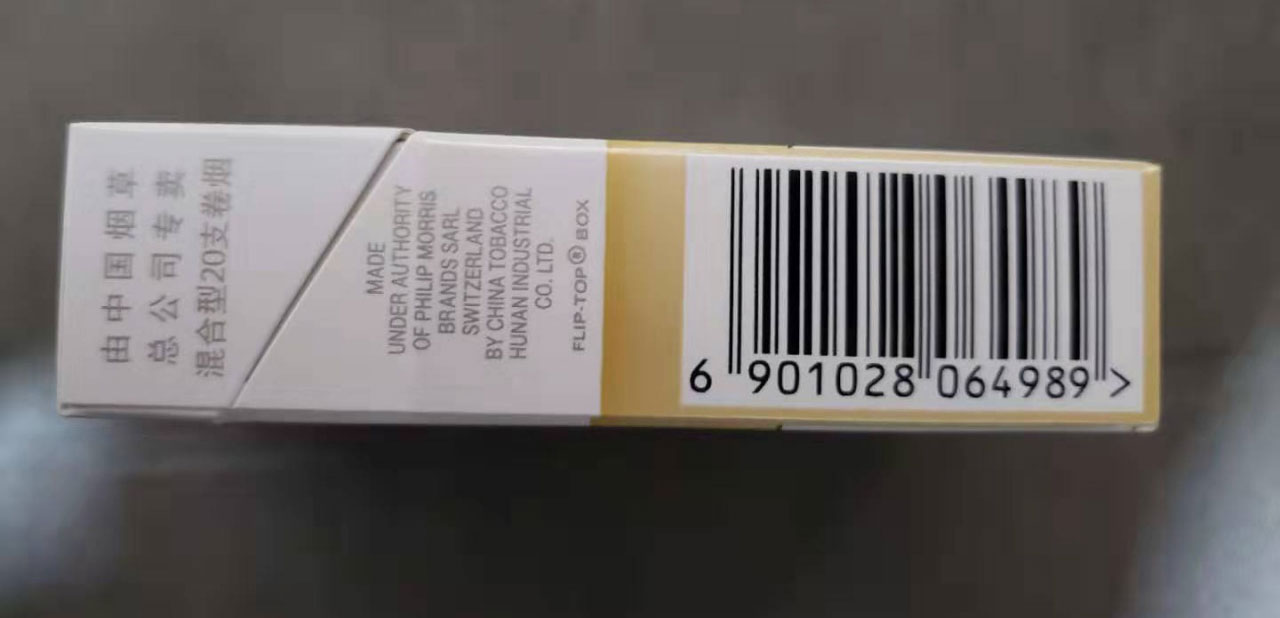 由中国烟草
总公司专卖
混合型20支卷烟
MADE
UNDER AUTHORITY
OF PHILIP MORRIS
BRANDS SARL
SWITZERLAND
BY CHINA TOBACCO
HUNAN INDUSTRIAL
CO. LTD.
FLIP-TOP® BOX
6 901028 064989 >